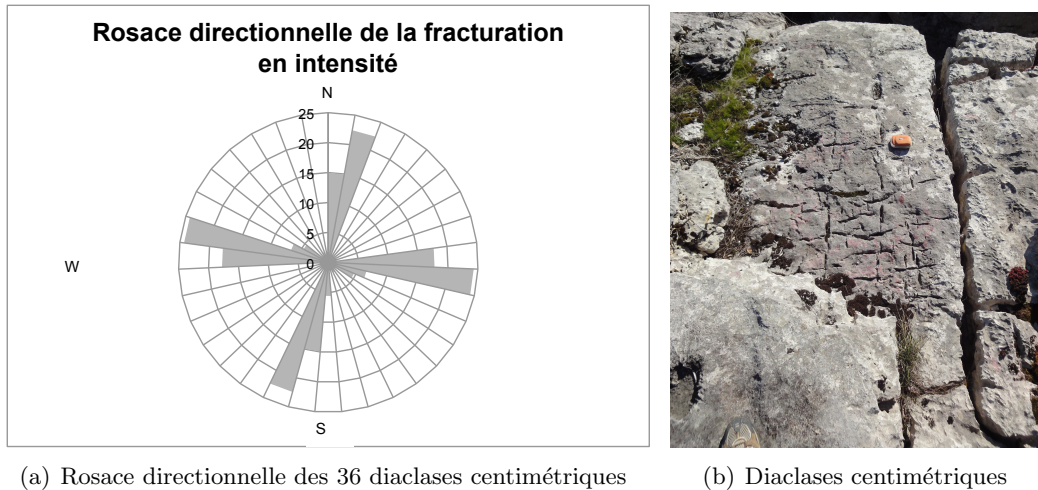 Rosace directionnelle de la fracturation
en intensité
N
25
20
15
10
5
0
W
S
(a) Rosace directionnelle des 36 diaclases centimétriques
(b) Diaclases centimétriques